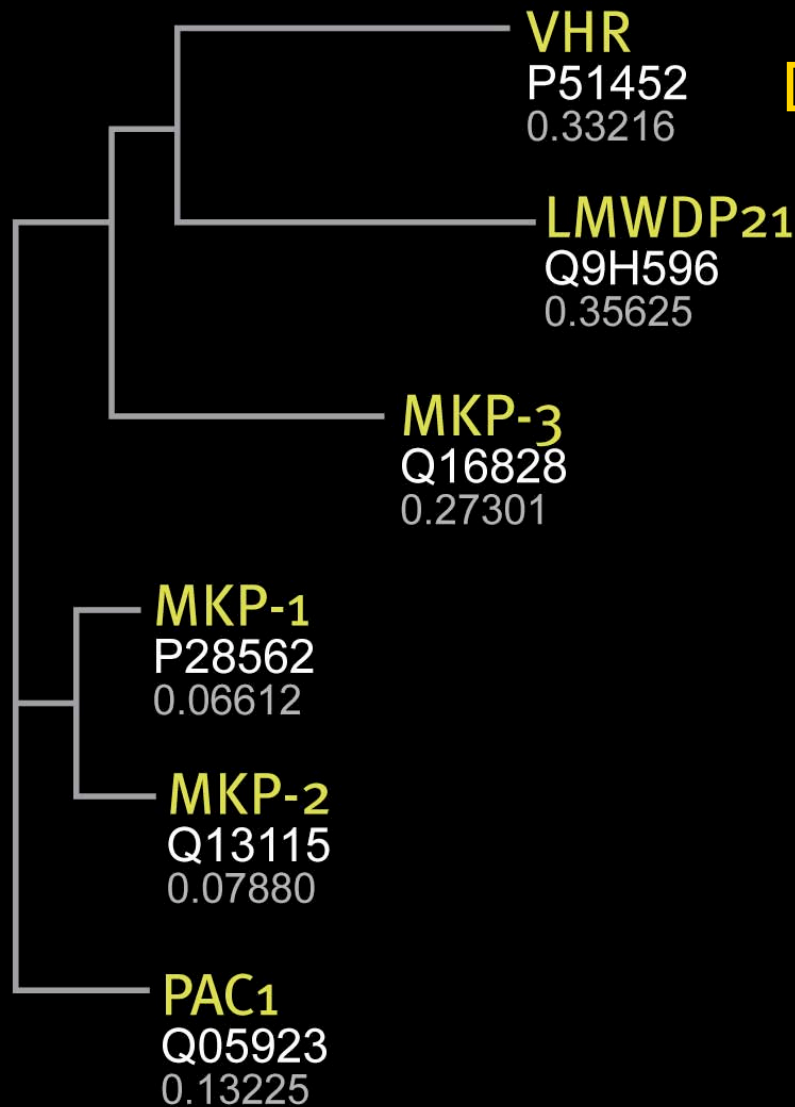 VHR
P51452
0.33216
LMWDP21
Q9H596
0.35625
MKP-3
Q16828
0.27301
MKP-1
P28562
0.06612
MKP-2
Q13115
0.07880
PAC1
Q05923
0.13225